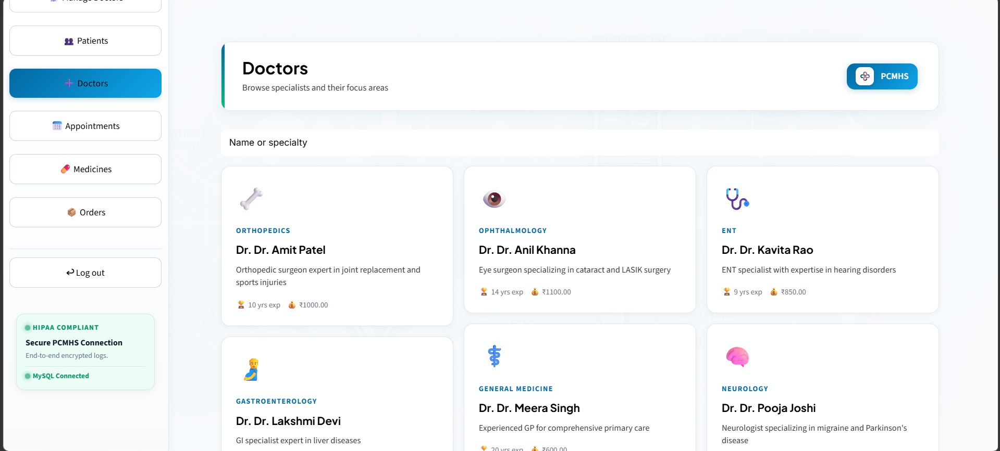 Manage Doctors
Patients
Doctors
Appointments
Medicines
Orders
Log out
HIPAA COMPLIANT
Secure PCMHS Connection
End-to-end encrypted logs.
MySQL Connected
TELEMEDICINE
Doctors
Browse specialists and their focus areas
PCMHS
PATIENT
RECORDS
Name or specialty
ORTHOPEDICS
Dr. Dr. Amit Patel
Orthopedic surgeon expert in joint replacement and
sports injuries
10 yrs exp ₹1000.00
OPHTHALMOLOGY
Dr. Dr. Anil Khanna
Eye surgeon specializing in cataract and LASIK surgery
14 yrs exp ₹1100.00
ENT
Dr. Dr. Kavita Rao
ENT specialist with expertise in hearing disorders
9 yrs exp ₹850.00
PLATFORM
GASTROENTEROLOGY
Dr. Dr. Lakshmi Devi
GI specialist expert in liver diseases
GENERAL MEDICINE
Dr. Dr. Meera Singh
Experienced GP for comprehensive primary care
20 yrs exp ₹600.00
NEUROLOGY
Dr. Dr. Pooja Joshi
Neurologist specializing in migraine and Parkinson's
disease